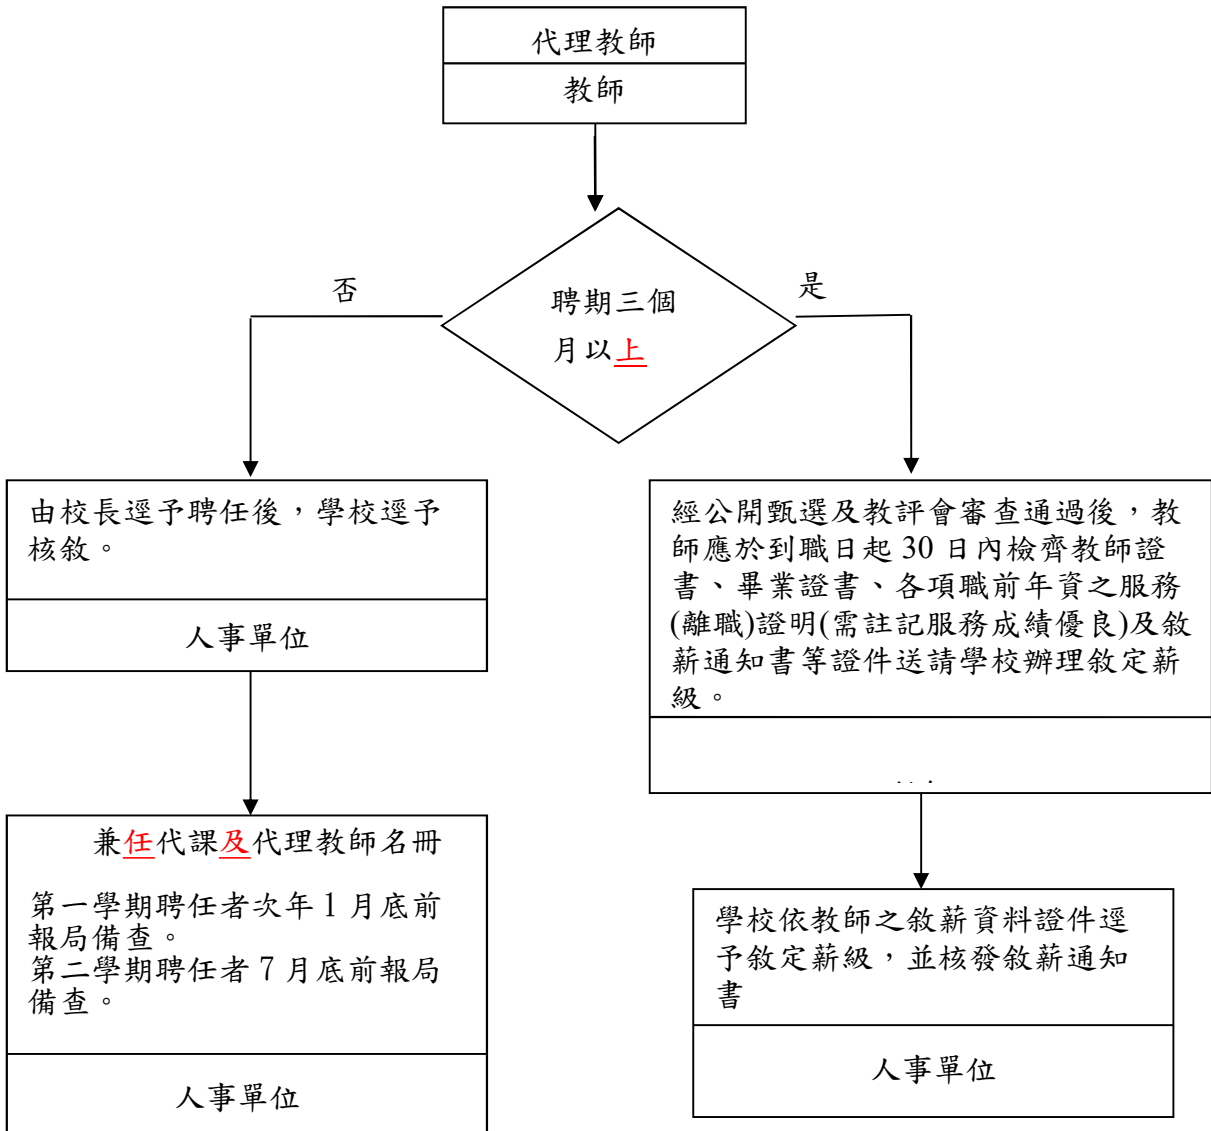 代理教師
教師
否
是
聘期三個
月以上
由校長逕予聘任後，學校逕予
核敘。
人事單位
經公開甄選及教評會審查通過後，教
師應於到職日起 30 日內檢齊教師證
書、畢業證書、各項職前年資之服務
(離職)證明(需註記服務成績優良)及敘
薪通知書等證件送請學校辦理敘定薪
級。
兼任代課及代理教師名冊
第一學期聘任者次年 1 月底前
報局備查。
第二學期聘任者 7 月底前報局
備查。
人事單位
學校依教師之敘薪資料證件逕
予敘定薪級，並核發敘薪通知
書
人事單位